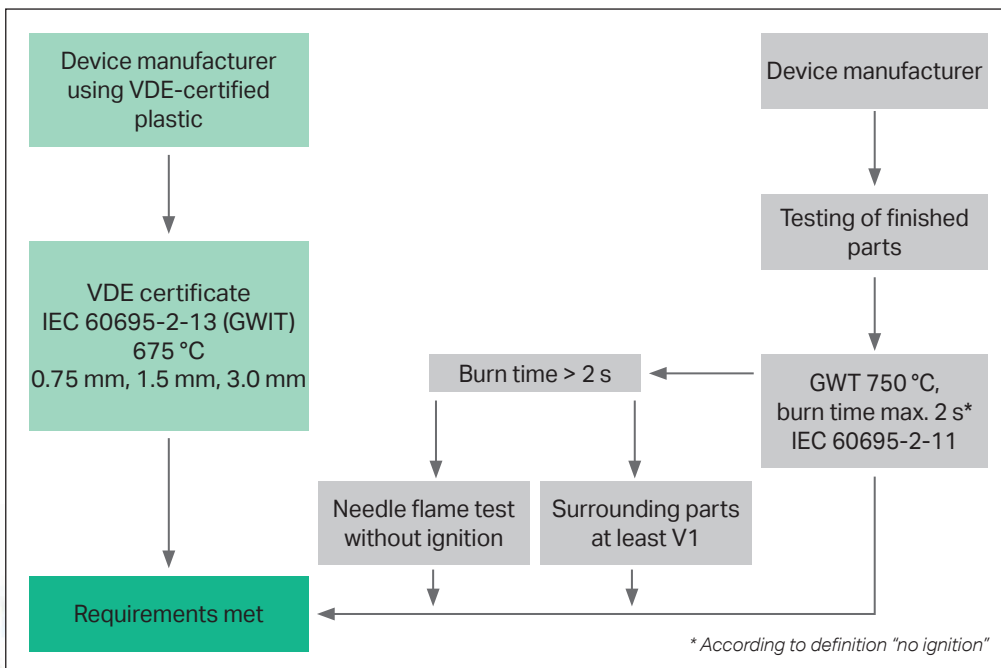 Device manufacturer
using VDE-certified
plastic
VDE certificate
IEC 60695-2-13 (GWIT)
675 °C
0.75 mm, 1.5 mm, 3.0 mm
Requirements met
Device manufacturer
Testing of finished
parts
GWT 750 °C,
burn time max. 2 s*
IEC 60695-2-11
Burn time > 2 s
Needle flame test
without ignition
Surrounding parts
at least V1
* According to definition “no ignition”